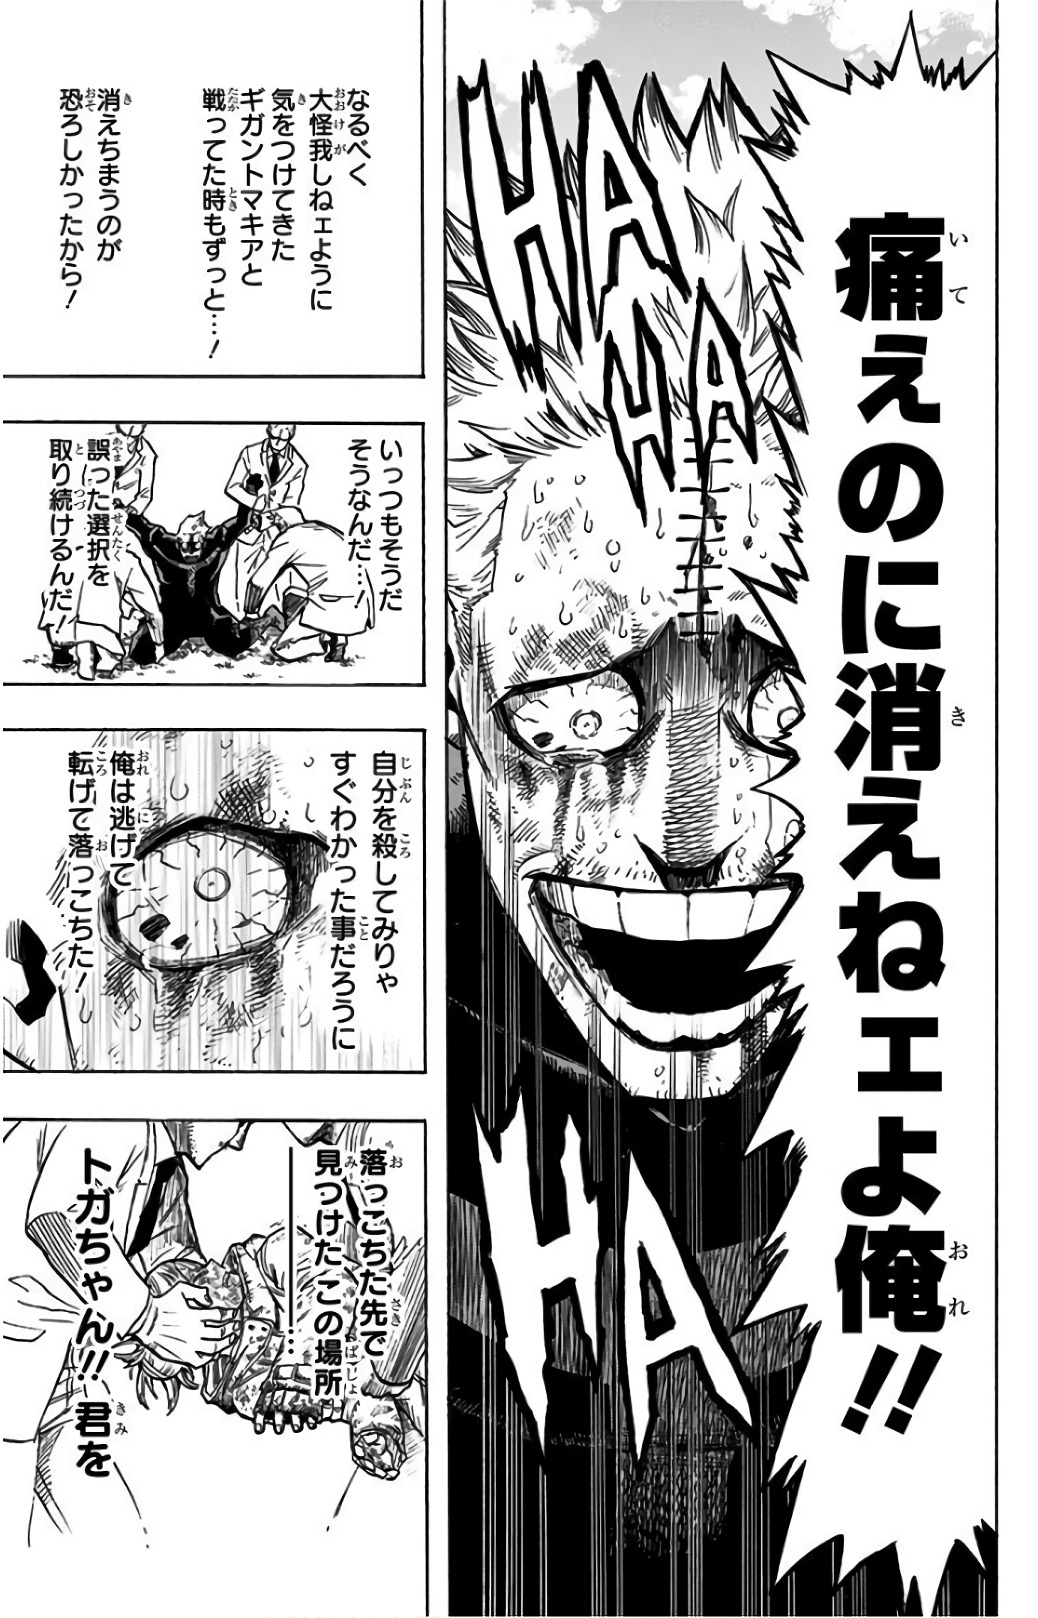 痛えのに消えねェよ俺!!
HA
HA
HA
なるべく
大怪我しねェように
気をつけてきた
ギガントマキアと
戦ってた時もずっと…!
消えちまうのが
恐ろしかったから!
いっつもそうだ
そうなんだ…!
誤った選択を
取り続けるんだ!
自分を殺してみりゃ
すぐわかった事だろうに
俺は逃げて
転げて落っこちた!
落っこちた先で
見つけたこの場所
――…
トガちゃん!!君を